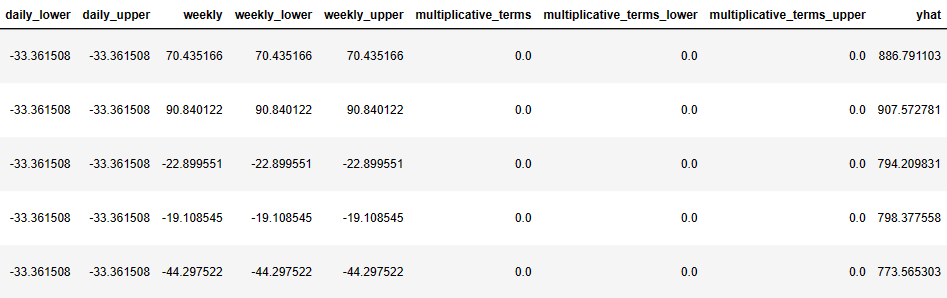 daily_lower daily_upper weekly weekly_lower weekly_upper multiplicative_terms multiplicative_terms_lower multiplicative_terms_upper yhat
-33.361508 -33.361508 70.435166 70.435166 70.435166 0.0 0.0 0.0 886.791103
-33.361508 -33.361508 90.840122 90.840122 90.840122 0.0 0.0 0.0 907.572781
-33.361508 -33.361508 -22.899551 -22.899551 -22.899551 0.0 0.0 0.0 794.209831
-33.361508 -33.361508 -19.108545 -19.108545 -19.108545 0.0 0.0 0.0 798.377558
-33.361508 -33.361508 -44.297522 -44.297522 -44.297522 0.0 0.0 0.0 773.565303